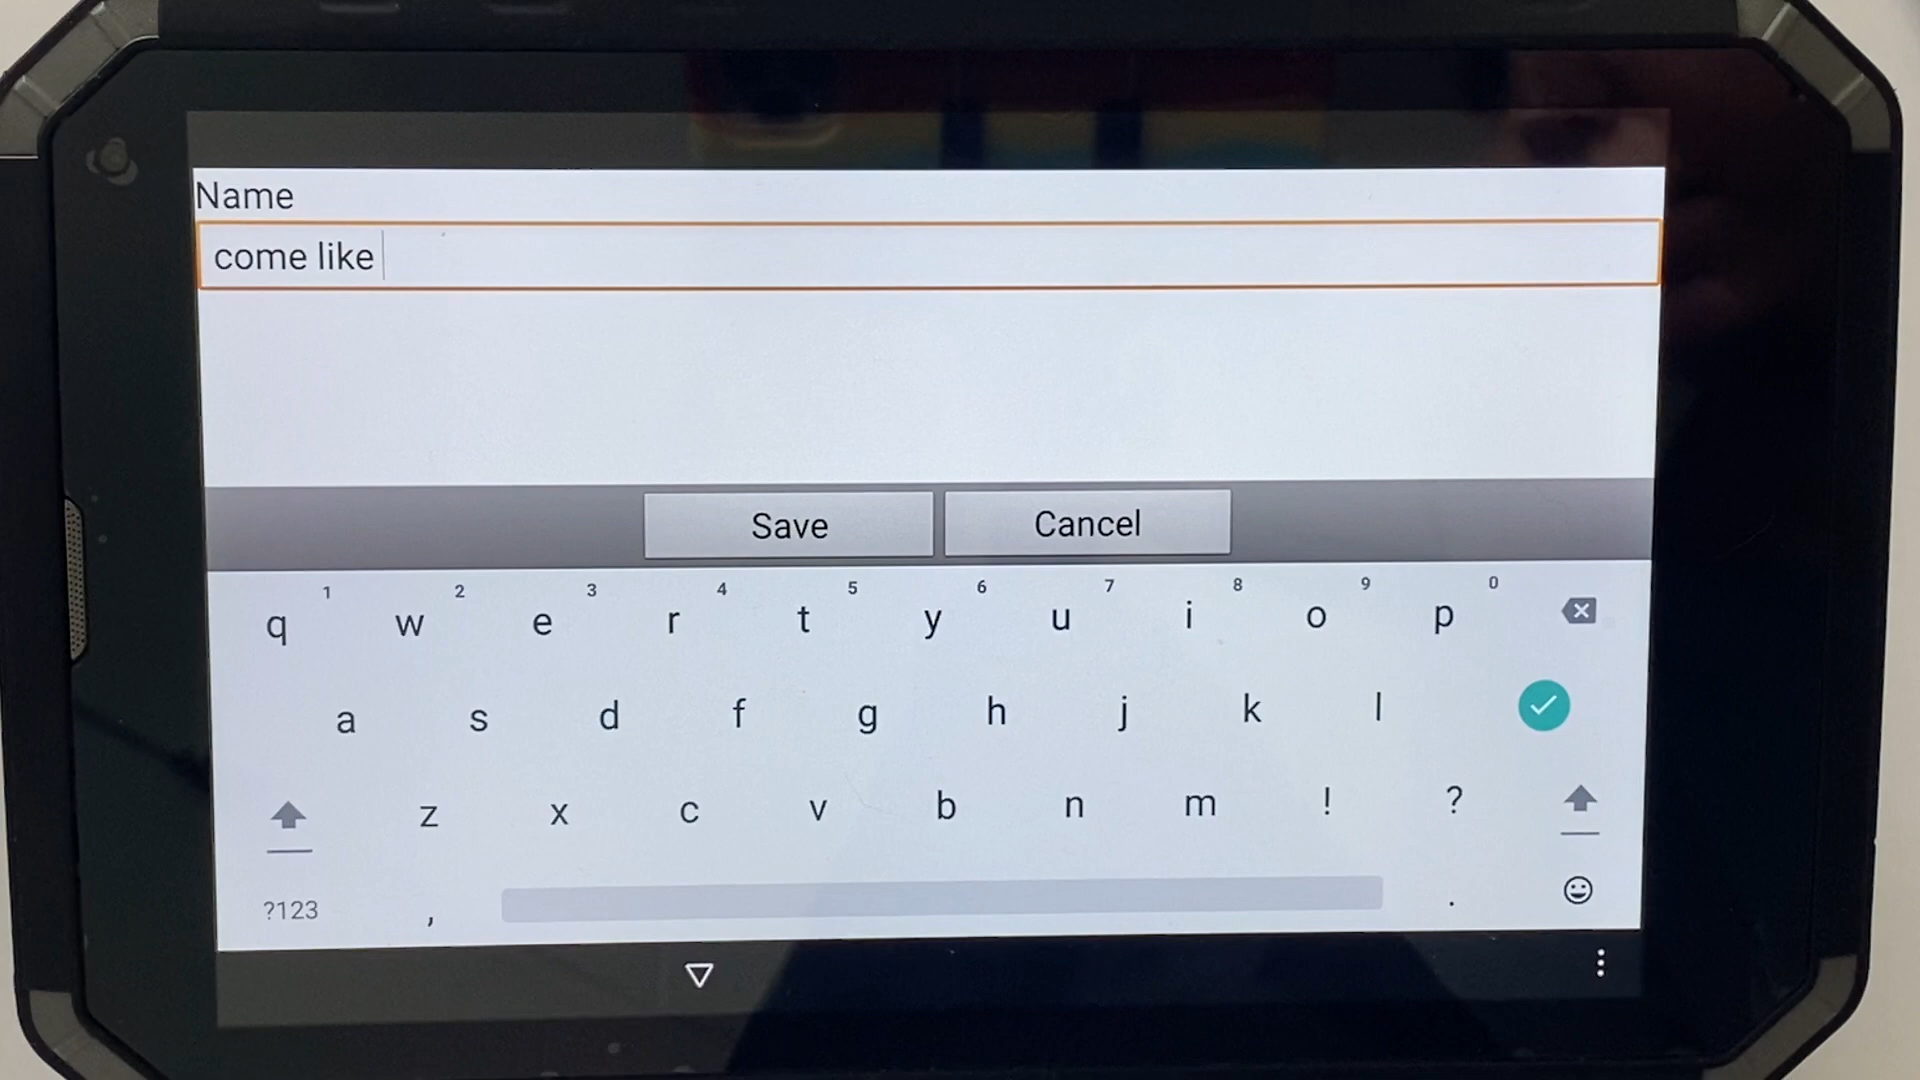 Name
come like
Save Cancel
1 2 3 4 5 6 7 8 9 0
q w e r t y u i o p
a s d f g h j k l
z x c v b n m ! ?
?123 , .